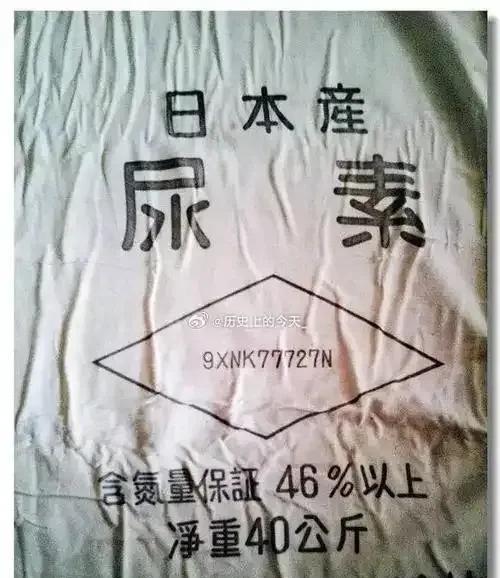 日本産
尿素
@历史上的今天_
9XNK77727N
含氮量保証 46%以上
淨重40公斤